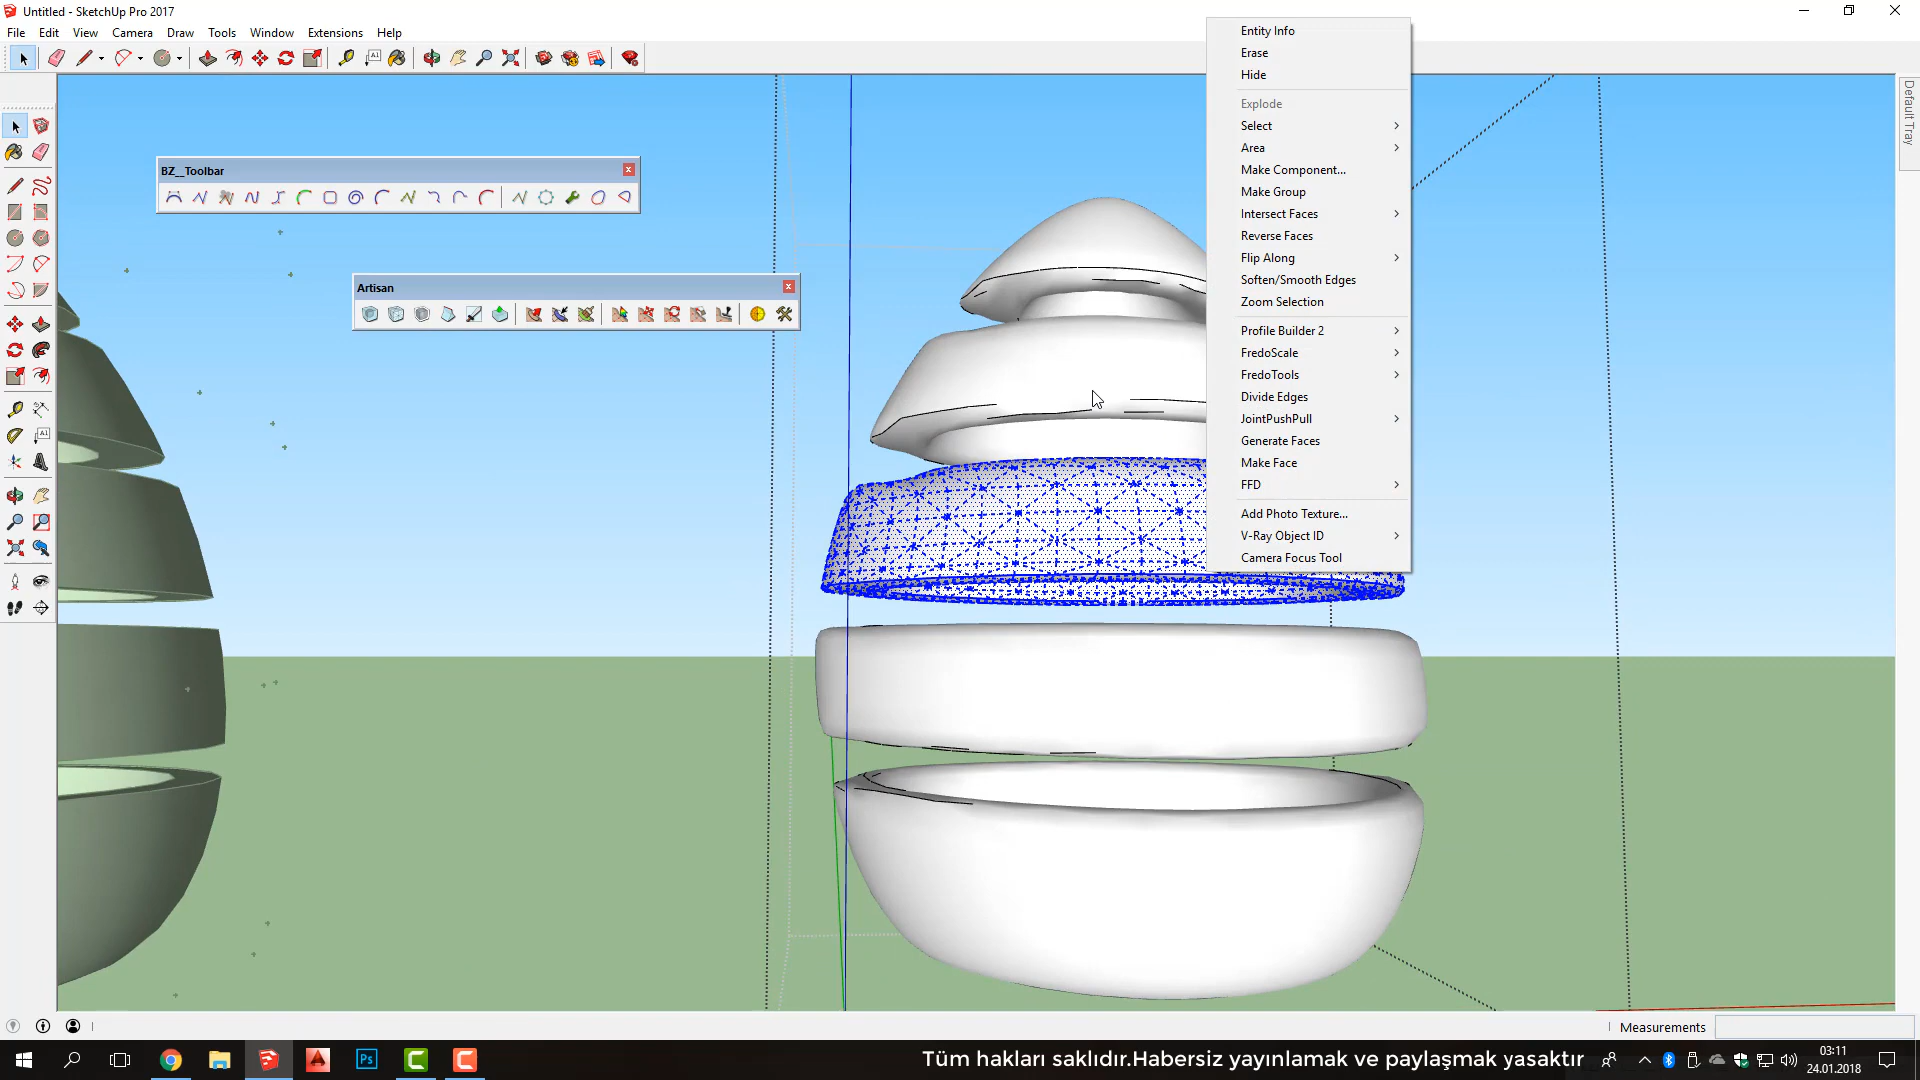 Untitled - SketchUp Pro 2017
File Edit View Camera Draw Tools Window Extensions Help
BZ__Toolbar
Artisan
Entity Info
Erase
Hide
Explode
Select
Area
Make Component...
Make Group
Intersect Faces
Reverse Faces
Flip Along
Soften/Smooth Edges
Zoom Selection
Profile Builder 2
FredoScale
FredoTools
Divide Edges
JointPushPull
Generate Faces
Make Face
FFD
Add Photo Texture...
V-Ray Object ID
Camera Focus Tool
Default Tray
Measurements
Tüm hakları saklıdır.Habersiz yayınlamak ve paylaşmak yasaktır
03:11
24.01.2018